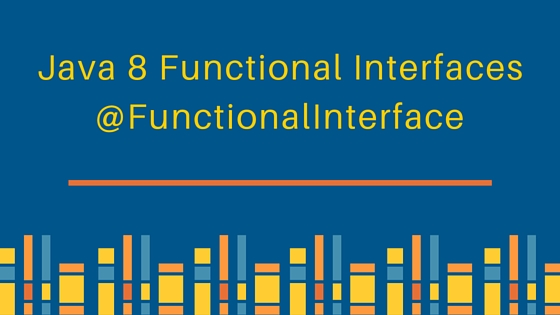 Java 8 Functional Interfaces
@FunctionalInterface